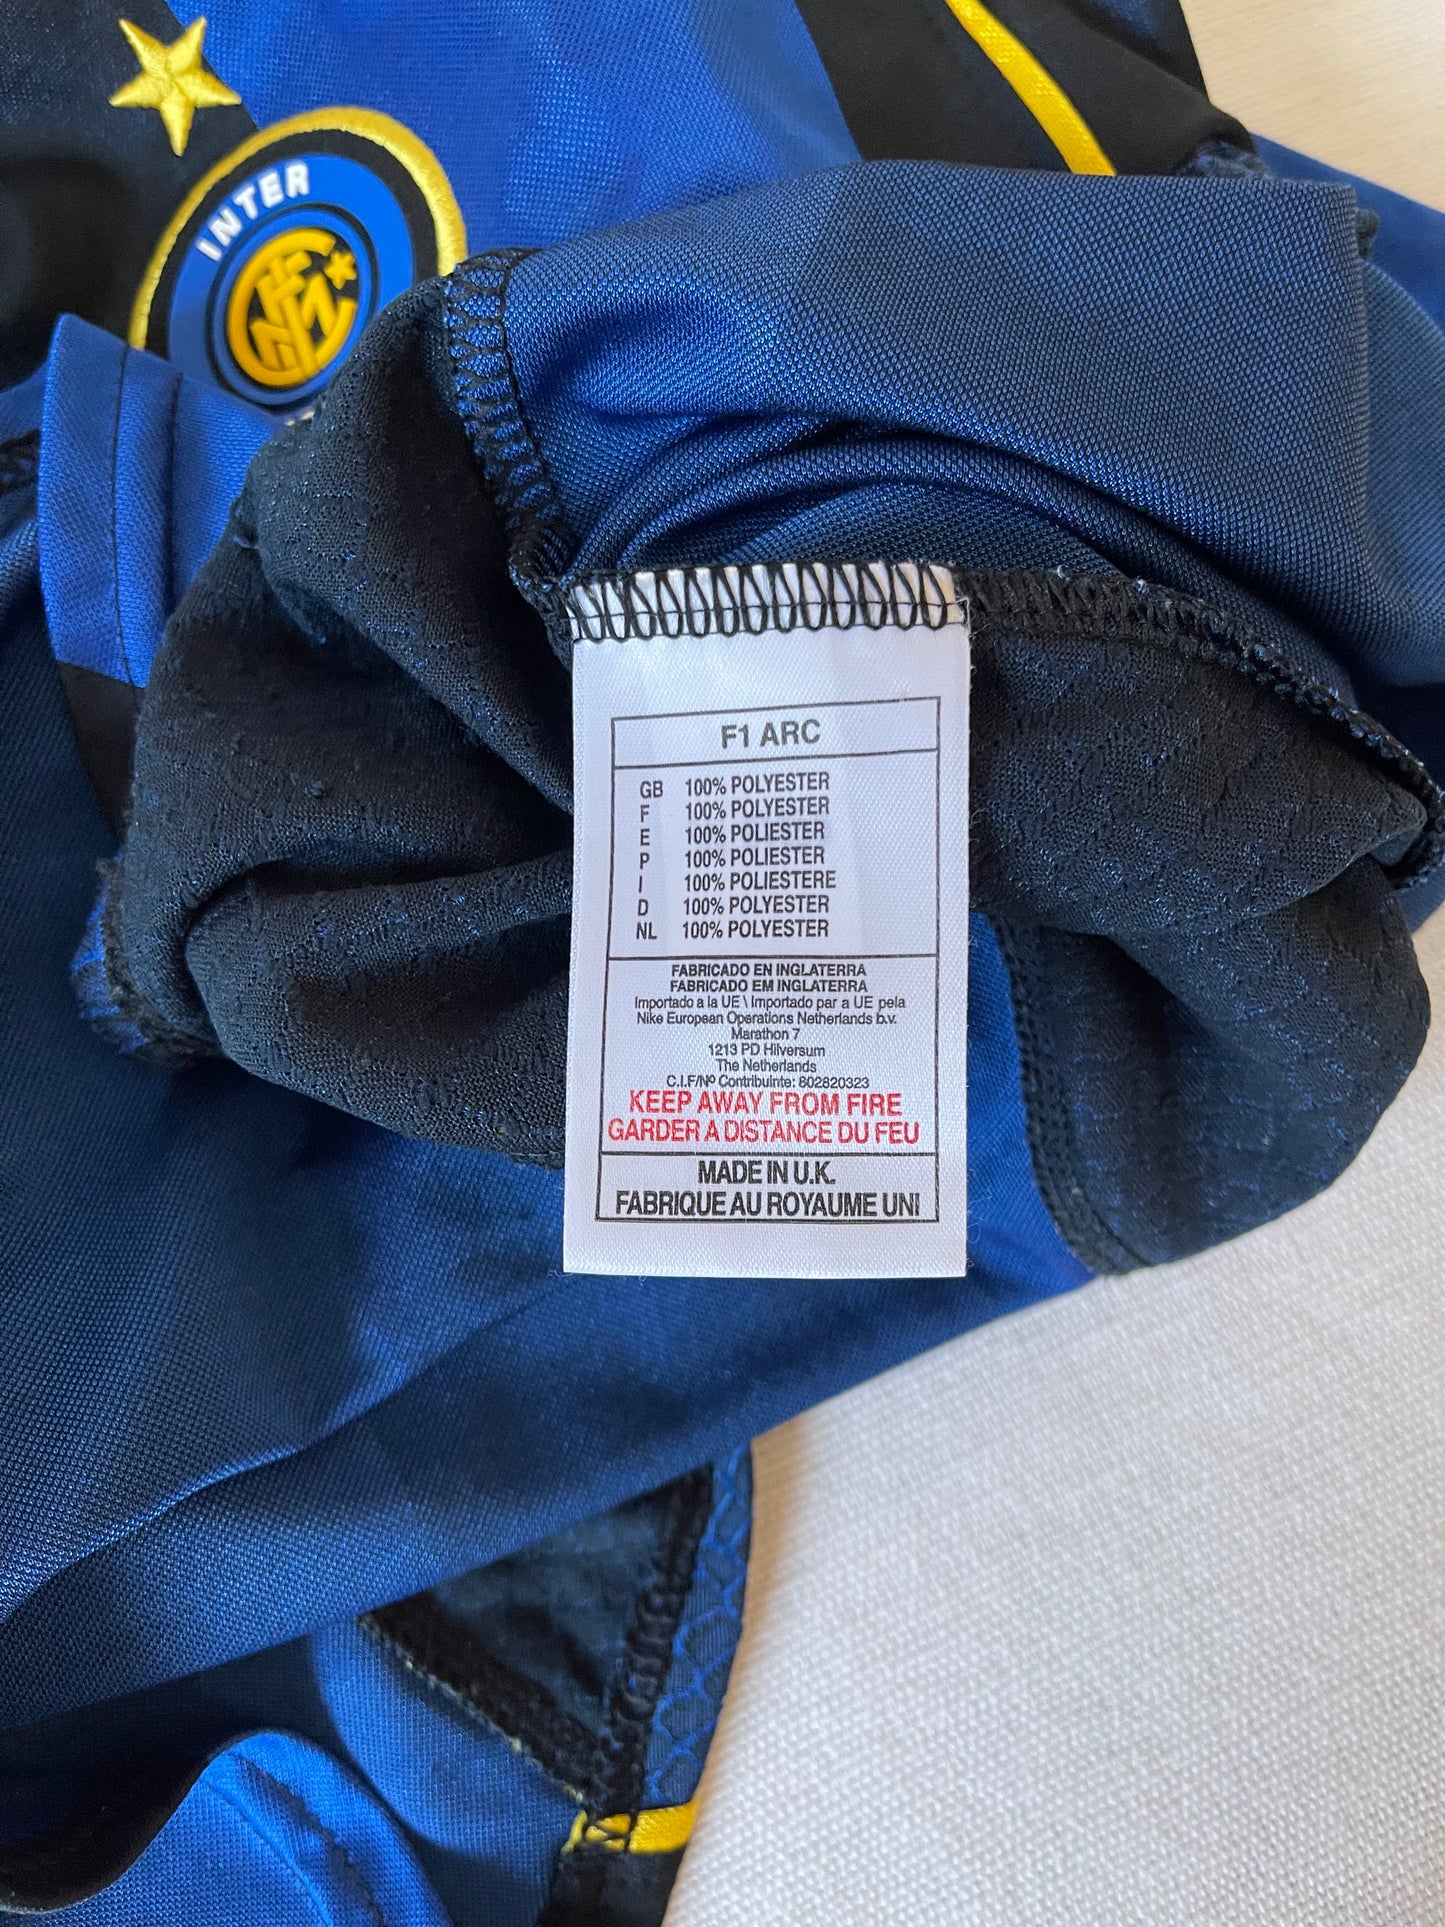 INTER
F1 ARC
GB 100% POLYESTER
F 100% POLYESTER
E 100% POLIESTER
P 100% POLIESTER
I 100% POLIESTERE
D 100% POLYESTER
NL 100% POLYESTER
FABRICADO EN INGLATERRA
FABRICADO EM INGLATERRA
Importado a la UE \ Importado par a UE pela
Nike European Operations Netherlands b.v.
Marathon 7
1213 PD Hilversum
The Netherlands
C.I.F/Nº Contribuinte: 802820323
KEEP AWAY FROM FIRE
GARDER A DISTANCE DU FEU
MADE IN U.K.
FABRIQUE AU ROYAUME UNI